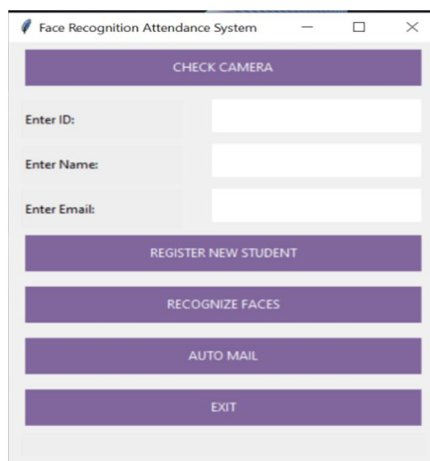 Face Recognition Attendance System
CHECK CAMERA
Enter ID:
Enter Name:
Enter Email:
REGISTER NEW STUDENT
RECOGNIZE FACES
AUTO MAIL
EXIT